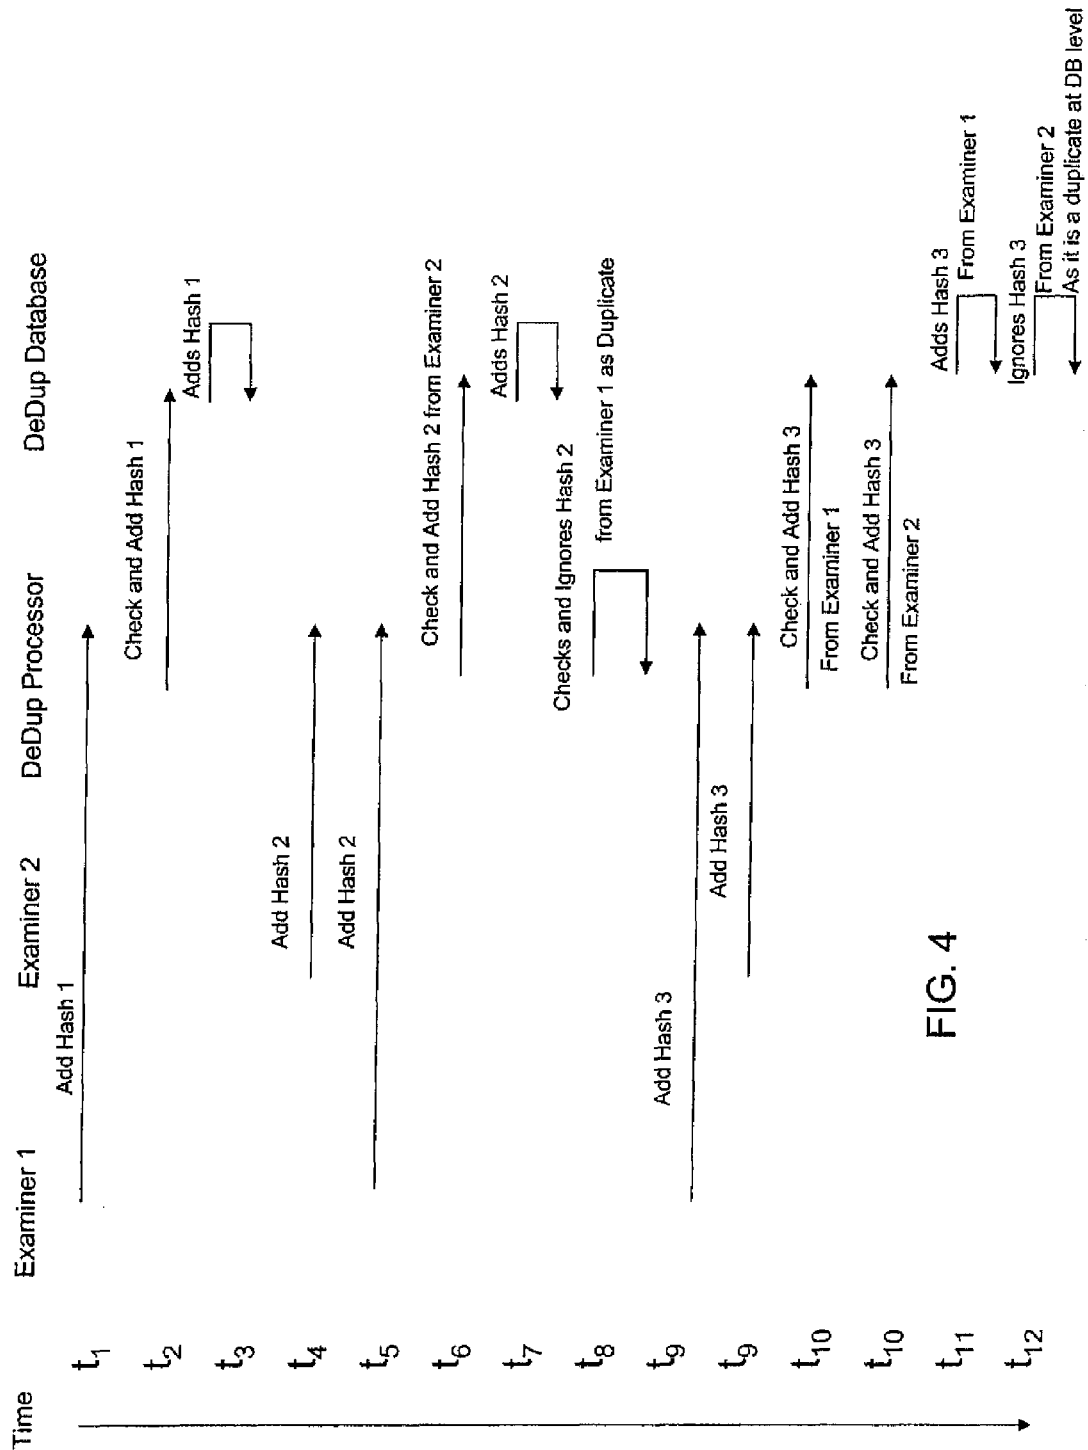 Time
Examiner 1
Examiner 2
DeDup Processor
DeDup Database
t1
Add Hash 1
t2
Check and Add Hash 1
t3
Adds Hash 1
t4
Add Hash 2
t5
Add Hash 2
t6
Check and Add Hash 2 from Examiner 2
t7
Adds Hash 2
t8
Checks and Ignores Hash 2
from Examiner 1 as Duplicate
t9
Add Hash 3
t9
Add Hash 3
t10
Check and Add Hash 3
From Examiner 1
t10
Check and Add Hash 3
From Examiner 2
t11
Adds Hash 3
From Examiner 1
t12
Ignores Hash 3
From Examiner 2
As it is a duplicate at DB level
FIG. 4